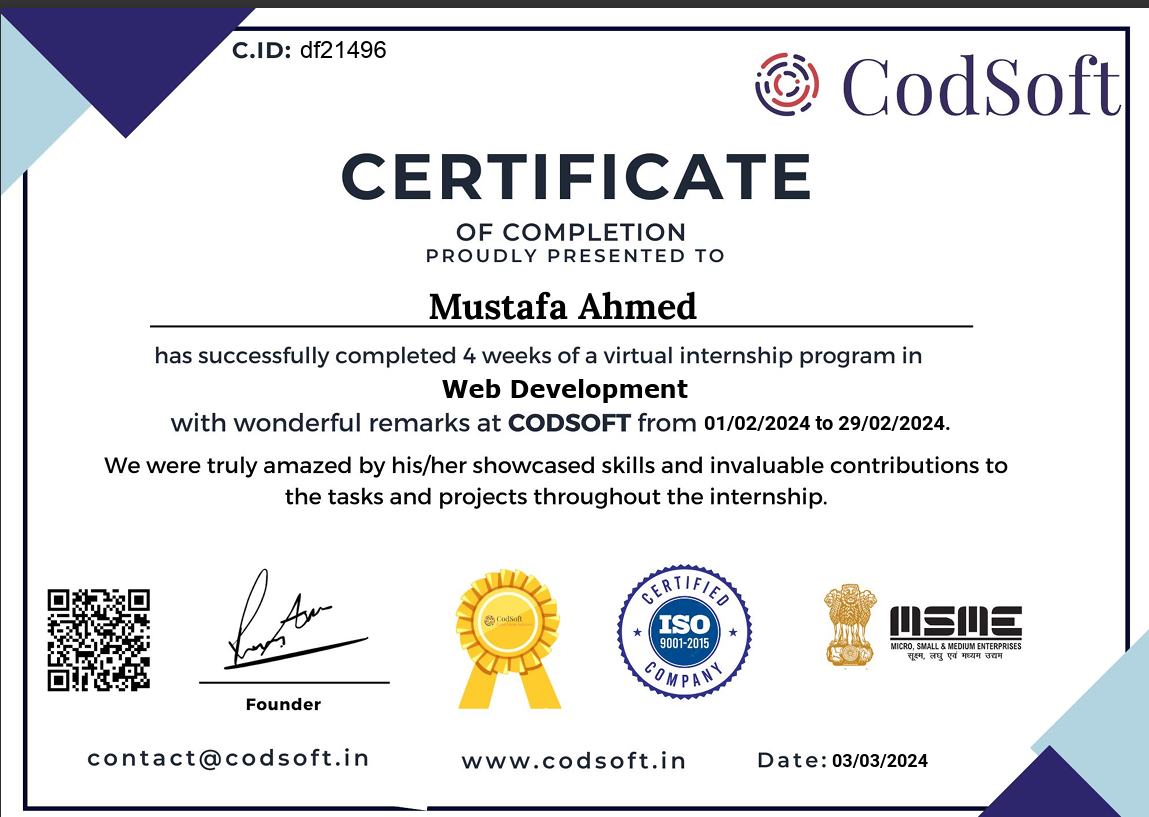 C.ID: df21496
CodSoft
CERTIFICATE
OF COMPLETION
PROUDLY PRESENTED TO
Mustafa Ahmed
has successfully completed 4 weeks of a virtual internship program in
Web Development
with wonderful remarks at CODSOFT from 01/02/2024 to 29/02/2024.
We were truly amazed by his/her showcased skills and invaluable contributions to
the tasks and projects throughout the internship.
Founder
CodSoft
CERTIFIED
ISO
9001-2015
COMPANY
MSME
MICRO, SMALL & MEDIUM ENTERPRISES
सूक्ष्म, लघु एवं मध्यम उद्यम
contact@codsoft.in
www.codsoft.in
Date: 03/03/2024